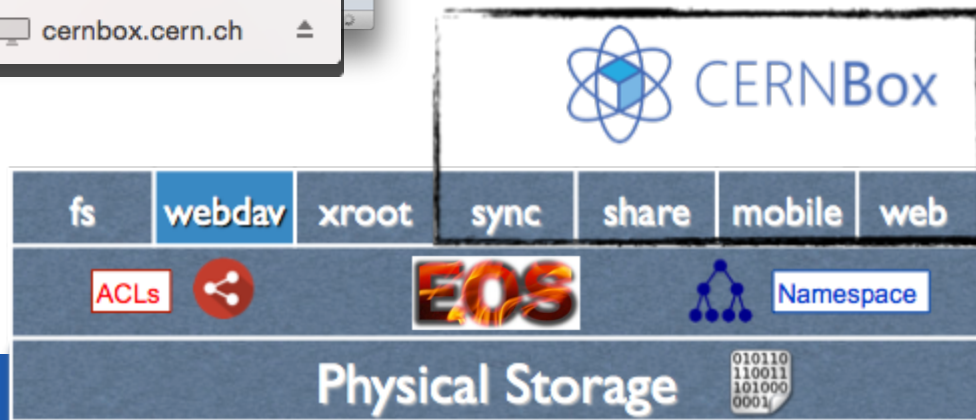 cernbox.cern.ch
CERNBox
fs webdav xroot sync share mobile web
ACLs EOS Namespace
Physical Storage
010110
110011
101000
0001